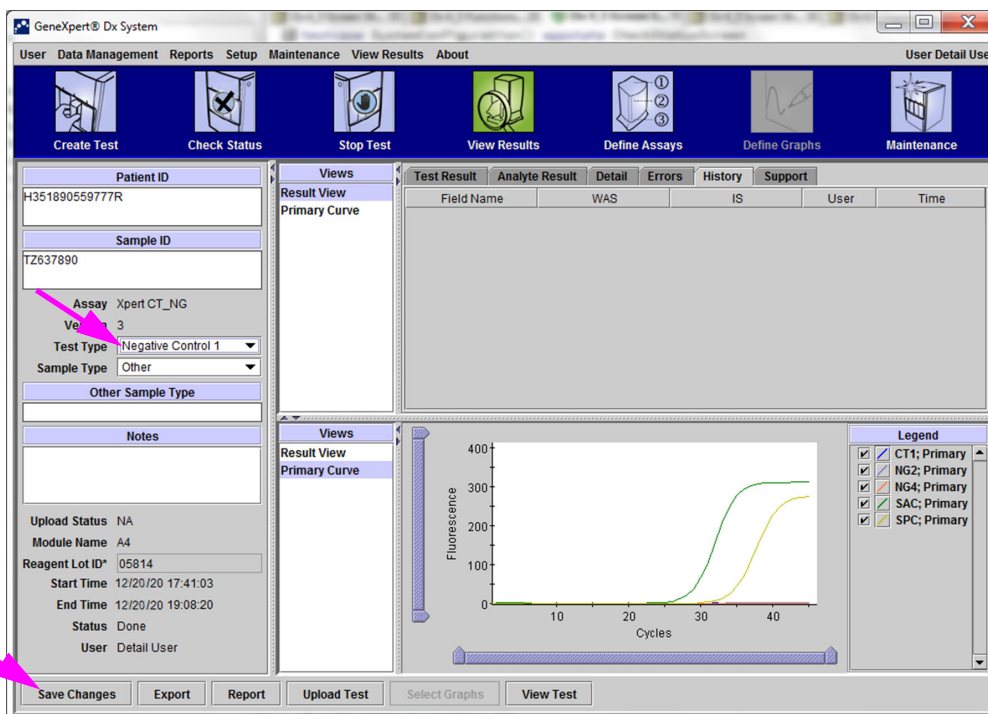 GeneXpert® Dx System
User Data Management Reports Setup Maintenance View Results About
User Detail Use
Create Test
Check Status
Stop Test
View Results
①
②
③
Define Assays
Define Graphs
Maintenance
Patient ID
H351890559777R
Sample ID
TZ637890
Assay Xpert CT_NG
3
Test Type Negative Control 1
Sample Type Other
Other Sample Type
Notes
Upload Status NA
Module Name A4
Reagent Lot ID* 05814
Start Time 12/20/20 17:41:03
End Time 12/20/20 19:08:20
Status Done
User Detail User
Views
Result View
Primary Curve
Test Result Analyte Result Detail Errors History Support
Field Name WAS IS User Time
Views
Result View
Primary Curve
Fluorescence
400
300
200
100
0
10 20 30 40
Cycles
Legend
CT1; Primary
NG2; Primary
NG4; Primary
SAC; Primary
SPC; Primary
Save Changes Export Report Upload Test Select Graphs View Test